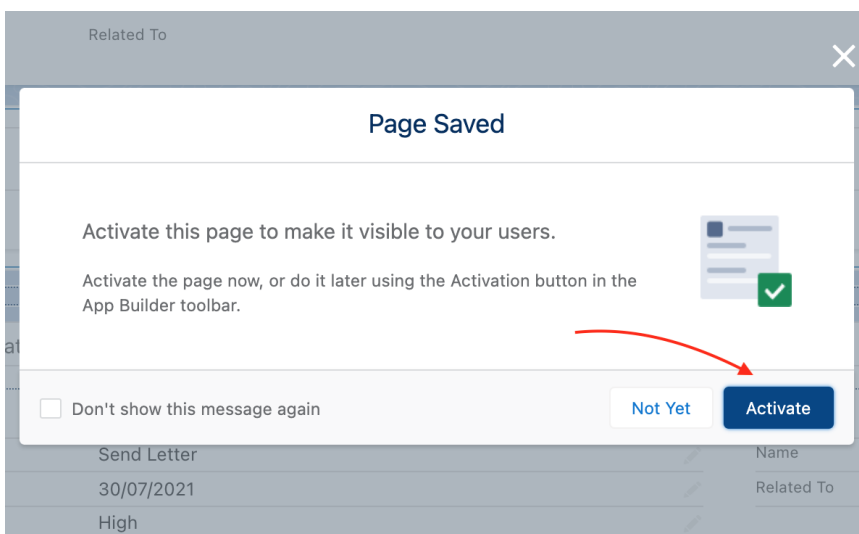 Related To
Page Saved
Activate this page to make it visible to your users.
Activate the page now, or do it later using the Activation button in the
App Builder toolbar.
at
Don't show this message again
Not Yet
Activate
Send Letter
Name
30/07/2021
Related To
High